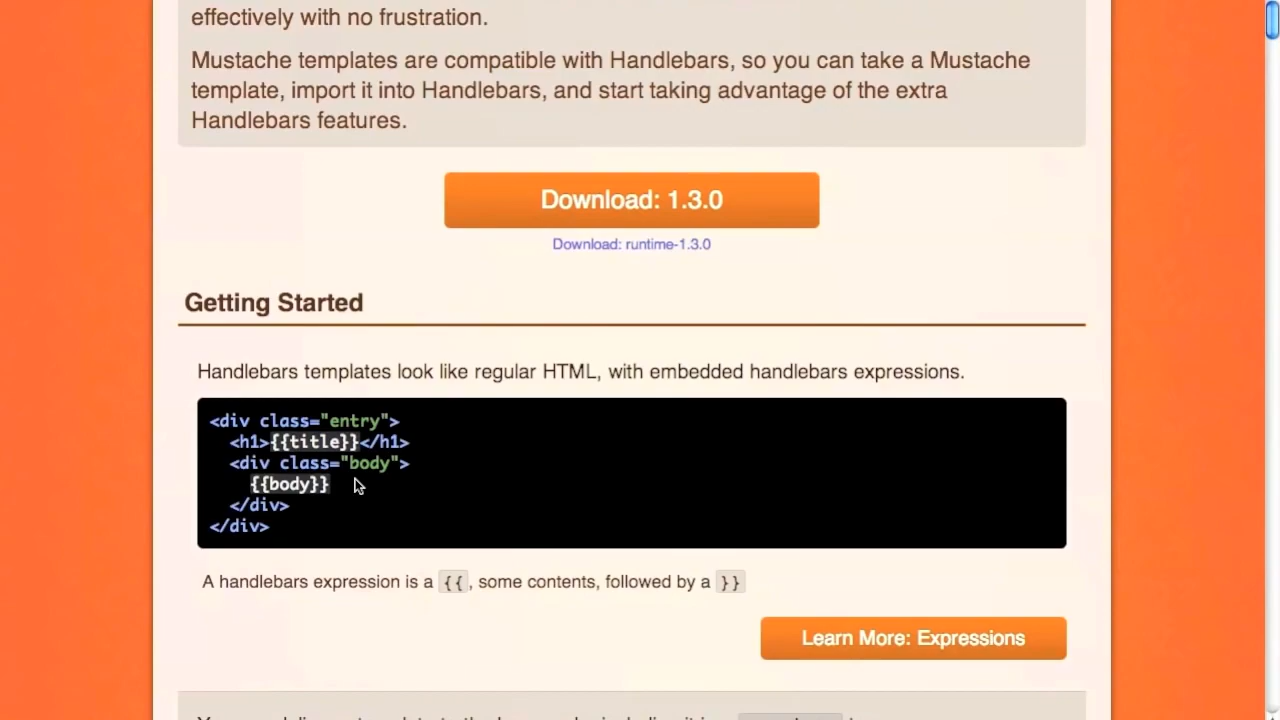 effectively with no frustration.
Mustache templates are compatible with Handlebars, so you can take a Mustache
template, import it into Handlebars, and start taking advantage of the extra
Handlebars features.
Download: 1.3.0
Download: runtime-1.3.0
Getting Started
Handlebars templates look like regular HTML, with embedded handlebars expressions.
<div class="entry">
  <h1>{{title}}</h1>
  <div class="body">
    {{body}}
  </div>
</div>
A handlebars expression is a {{, some contents, followed by a }}
Learn More: Expressions